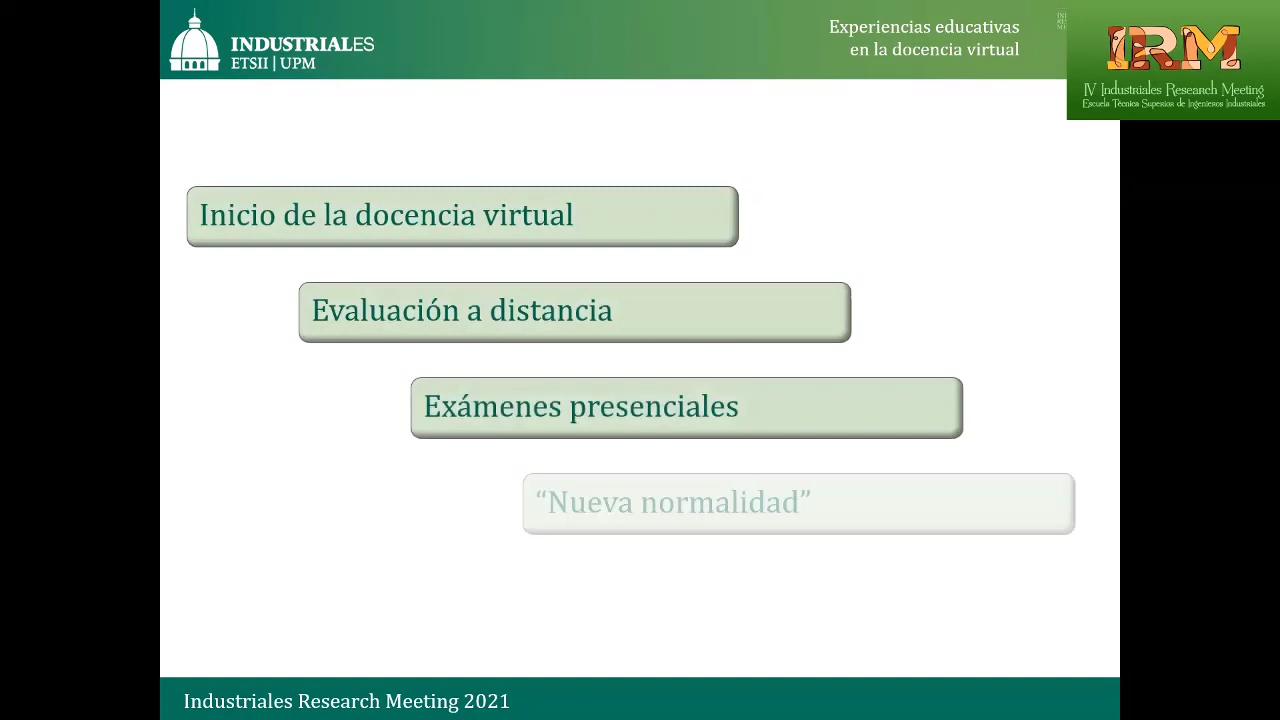 INDUSTRIALES
ETSII | UPM
Experiencias educativas
en la docencia virtual
IRM
IV Industriales Research Meeting
Escuela Técnica Superior de Ingenieros Industriales
Inicio de la docencia virtual
Evaluación a distancia
Exámenes presenciales
“Nueva normalidad”
Industriales Research Meeting 2021